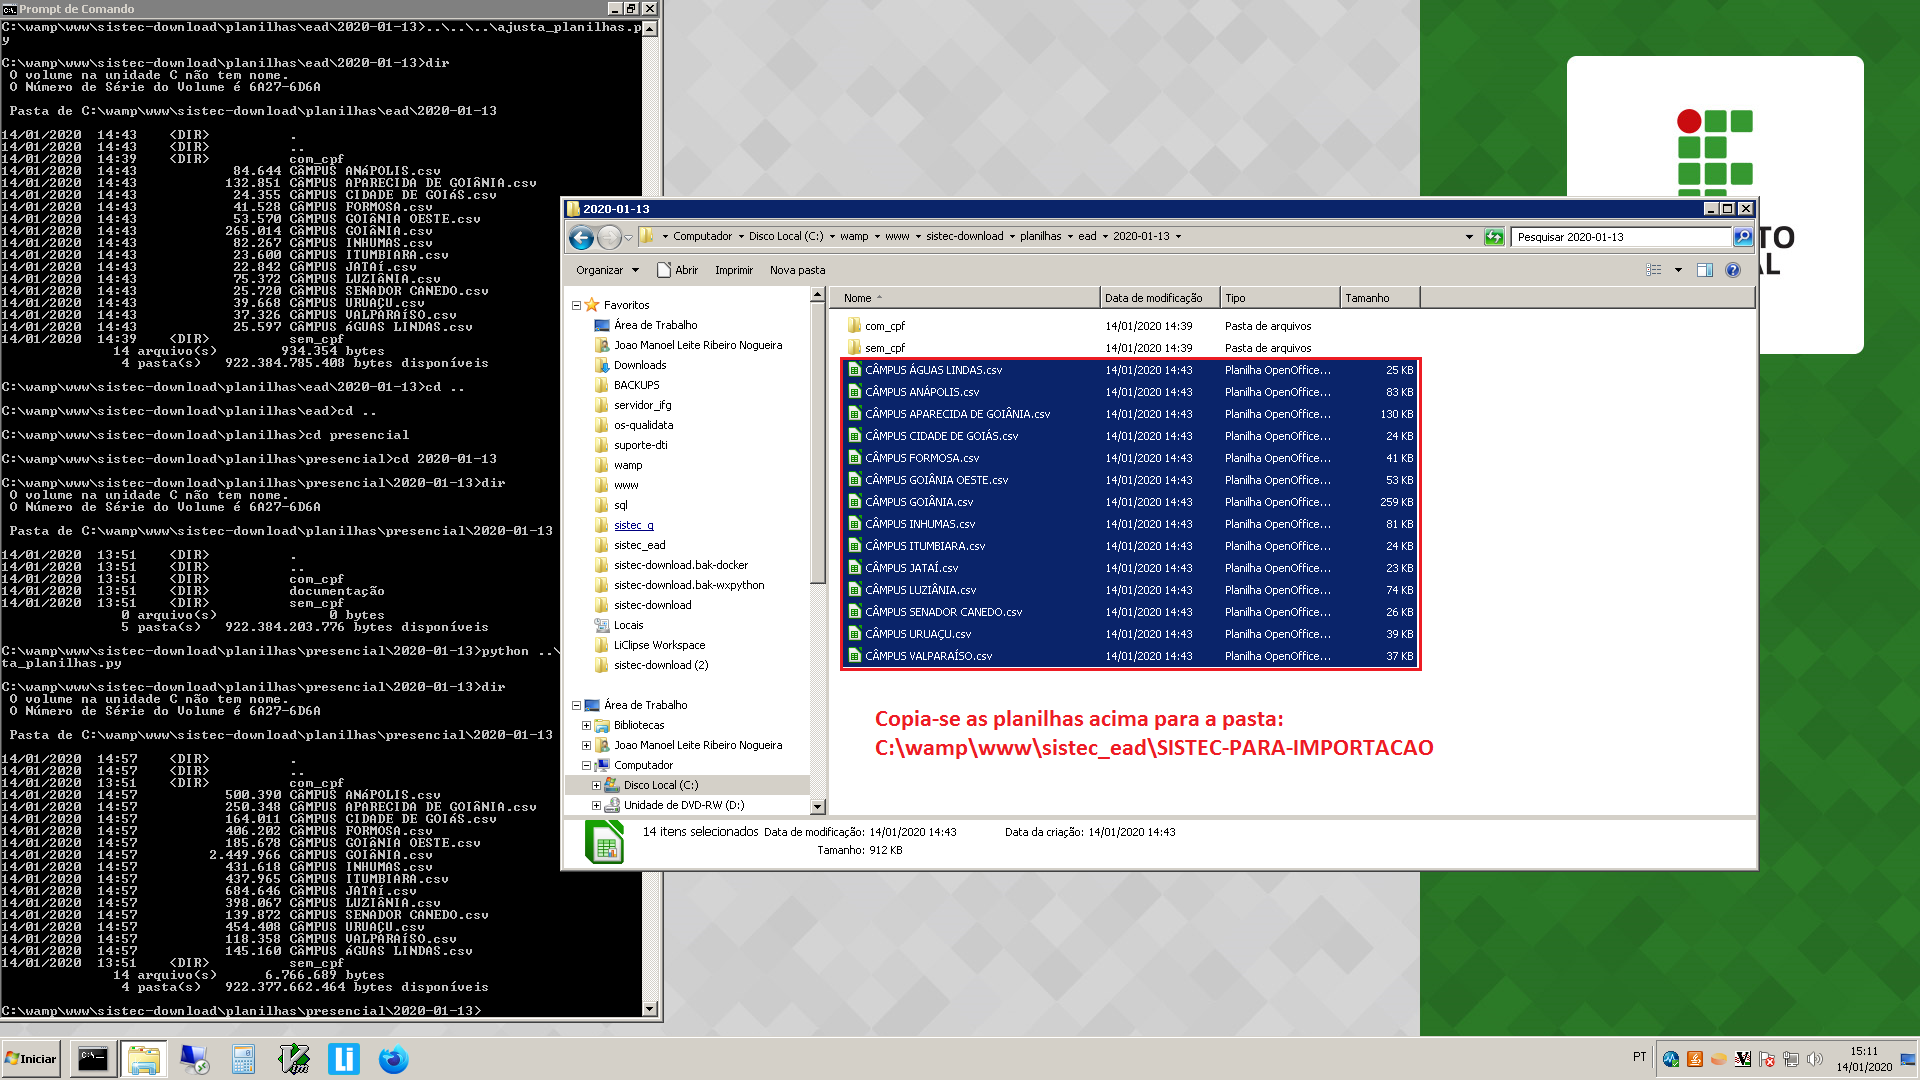 Prompt de Comando
C:\wamp\www\sistec-download\planilhas\ead\2020-01-13>..\..\..\ajusta_planilhas.p
y
C:\wamp\www\sistec-download\planilhas\ead\2020-01-13>dir
O volume na unidade C não tem nome.
O Número de Série do Volume é 6A27-6D6A
Pasta de C:\wamp\www\sistec-download\planilhas\ead\2020-01-13
14/01/2020  14:43    <DIR>          .
14/01/2020  14:43    <DIR>          ..
14/01/2020  14:39    <DIR>          com_cpf
14/01/2020  14:43            84.644 CÂMPUS ANáPOLIS.csv
14/01/2020  14:43           132.851 CÂMPUS APARECIDA DE GOIÂNIA.csv
14/01/2020  14:43            24.355 CÂMPUS CIDADE DE GOIáS.csv
14/01/2020  14:43            41.528 CÂMPUS FORMOSA.csv
14/01/2020  14:43            53.570 CÂMPUS GOIÂNIA OESTE.csv
14/01/2020  14:43           265.014 CÂMPUS GOIÂNIA.csv
14/01/2020  14:43            82.267 CÂMPUS INHUMAS.csv
14/01/2020  14:43            23.600 CÂMPUS ITUMBIARA.csv
14/01/2020  14:43            22.842 CÂMPUS JATAí.csv
14/01/2020  14:43            75.372 CÂMPUS LUZIÂNIA.csv
14/01/2020  14:43            25.720 CÂMPUS SENADOR CANEDO.csv
14/01/2020  14:43            39.668 CÂMPUS URUAÇU.csv
14/01/2020  14:43            37.326 CÂMPUS VALPARAíSO.csv
14/01/2020  14:43            25.597 CÂMPUS áGUAS LINDAS.csv
14/01/2020  14:39    <DIR>          sem_cpf
14 arquivo(s)        934.354 bytes
4 pasta(s)   922.384.785.408 bytes disponíveis
C:\wamp\www\sistec-download\planilhas\ead\2020-01-13>cd ..
C:\wamp\www\sistec-download\planilhas\ead>cd ..
C:\wamp\www\sistec-download\planilhas>cd presencial
C:\wamp\www\sistec-download\planilhas\presencial>cd 2020-01-13
C:\wamp\www\sistec-download\planilhas\presencial\2020-01-13>dir
O volume na unidade C não tem nome.
O Número de Série do Volume é 6A27-6D6A
Pasta de C:\wamp\www\sistec-download\planilhas\presencial\2020-01-13
14/01/2020  13:51    <DIR>          .
14/01/2020  13:51    <DIR>          ..
14/01/2020  13:51    <DIR>          com_cpf
14/01/2020  13:51    <DIR>          documentação
14/01/2020  13:51    <DIR>          sem_cpf
0 arquivo(s)              0 bytes
5 pasta(s)   922.384.203.776 bytes disponíveis
C:\wamp\www\sistec-download\planilhas\presencial\2020-01-13>python ..\
ta_planilhas.py
C:\wamp\www\sistec-download\planilhas\presencial\2020-01-13>dir
O volume na unidade C não tem nome.
O Número de Série do Volume é 6A27-6D6A
Pasta de C:\wamp\www\sistec-download\planilhas\presencial\2020-01-13
14/01/2020  14:57    <DIR>          .
14/01/2020  14:57    <DIR>          ..
14/01/2020  13:51    <DIR>          com_cpf
14/01/2020  14:57           500.390 CÂMPUS ANáPOLIS.csv
14/01/2020  14:57           250.348 CÂMPUS APARECIDA DE GOIÂNIA.csv
14/01/2020  14:57           164.011 CÂMPUS CIDADE DE GOIáS.csv
14/01/2020  14:57           406.202 CÂMPUS FORMOSA.csv
14/01/2020  14:57           185.678 CÂMPUS GOIÂNIA OESTE.csv
14/01/2020  14:57         2.449.966 CÂMPUS GOIÂNIA.csv
14/01/2020  14:57           431.618 CÂMPUS INHUMAS.csv
14/01/2020  14:57           437.965 CÂMPUS ITUMBIARA.csv
14/01/2020  14:57           684.646 CÂMPUS JATAí.csv
14/01/2020  14:57           398.067 CÂMPUS LUZIÂNIA.csv
14/01/2020  14:57           139.872 CÂMPUS SENADOR CANEDO.csv
14/01/2020  14:57           454.408 CÂMPUS URUAÇU.csv
14/01/2020  14:57           118.358 CÂMPUS VALPARAíSO.csv
14/01/2020  14:57           145.160 CÂMPUS áGUAS LINDAS.csv
14/01/2020  13:51    <DIR>          sem_cpf
14 arquivo(s)      6.766.689 bytes
4 pasta(s)   922.377.662.464 bytes disponíveis
C:\wamp\www\sistec-download\planilhas\presencial\2020-01-13>
TO
AL
2020-01-13
Computador Disco Local (C:) wamp www sistec-download planilhas ead 2020-01-13
Pesquisar 2020-01-13
Organizar Abrir Imprimir Nova pasta
Favoritos
Área de Trabalho
Joao Manoel Leite Ribeiro Nogueira
Downloads
BACKUPS
servidor_ifg
os-qualidata
suporte-dti
wamp
www
sql
sistec_g
sistec_ead
sistec-download.bak-docker
sistec-download.bak-wxpython
sistec-download
Locais
LiClipse Workspace
sistec-download (2)
Área de Trabalho
Bibliotecas
Joao Manoel Leite Ribeiro Nogueira
Computador
Disco Local (C:)
Unidade de DVD-RW (D:)
Nome Data de modificação Tipo Tamanho
com_cpf 14/01/2020 14:39 Pasta de arquivos
sem_cpf 14/01/2020 14:39 Pasta de arquivos
CÂMPUS ÁGUAS LINDAS.csv 14/01/2020 14:43 Planilha OpenOffice... 25 KB
CÂMPUS ANÁPOLIS.csv 14/01/2020 14:43 Planilha OpenOffice... 83 KB
CÂMPUS APARECIDA DE GOIÂNIA.csv 14/01/2020 14:43 Planilha OpenOffice... 130 KB
CÂMPUS CIDADE DE GOIÁS.csv 14/01/2020 14:43 Planilha OpenOffice... 24 KB
CÂMPUS FORMOSA.csv 14/01/2020 14:43 Planilha OpenOffice... 41 KB
CÂMPUS GOIÂNIA OESTE.csv 14/01/2020 14:43 Planilha OpenOffice... 53 KB
CÂMPUS GOIÂNIA.csv 14/01/2020 14:43 Planilha OpenOffice... 259 KB
CÂMPUS INHUMAS.csv 14/01/2020 14:43 Planilha OpenOffice... 81 KB
CÂMPUS ITUMBIARA.csv 14/01/2020 14:43 Planilha OpenOffice... 24 KB
CÂMPUS JATAÍ.csv 14/01/2020 14:43 Planilha OpenOffice... 23 KB
CÂMPUS LUZIÂNIA.csv 14/01/2020 14:43 Planilha OpenOffice... 74 KB
CÂMPUS SENADOR CANEDO.csv 14/01/2020 14:43 Planilha OpenOffice... 26 KB
CÂMPUS URUAÇU.csv 14/01/2020 14:43 Planilha OpenOffice... 39 KB
CÂMPUS VALPARAÍSO.csv 14/01/2020 14:43 Planilha OpenOffice... 37 KB
Copia-se as planilhas acima para a pasta:
C:\wamp\www\sistec_ead\SISTEC-PARA-IMPORTACAO
14 itens selecionados Data de modificação: 14/01/2020 14:43 Data da criação: 14/01/2020 14:43
Tamanho: 912 KB
Iniciar
PT
15:11
14/01/2020